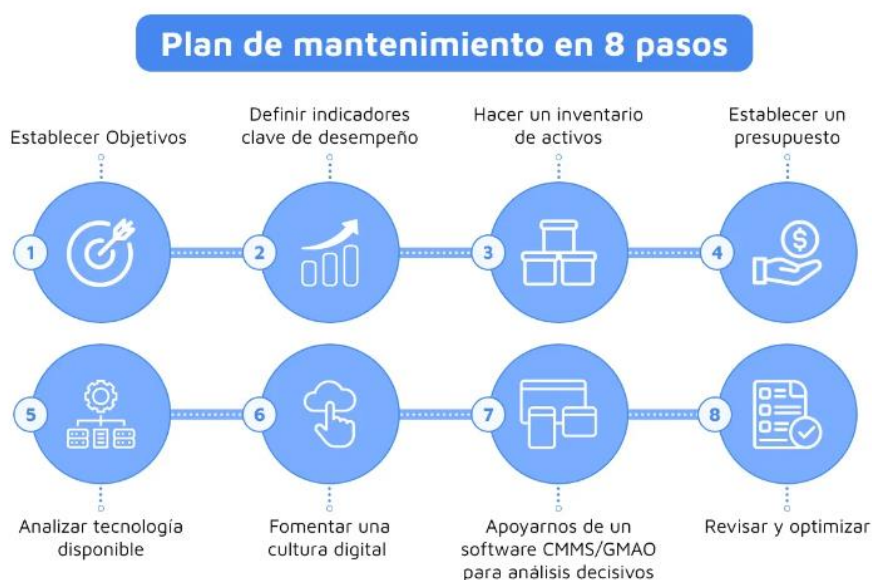 Plan de mantenimiento en 8 pasos
Establecer Objetivos
Definir indicadores
clave de desempeño
Hacer un inventario
de activos
Establecer un
presupuesto
1
2
3
4
$
5
6
7
8
Analizar tecnología
disponible
Fomentar una
cultura digital
Apoyarnos de un
software CMMS/GMAO
para análisis decisivos
Revisar y optimizar